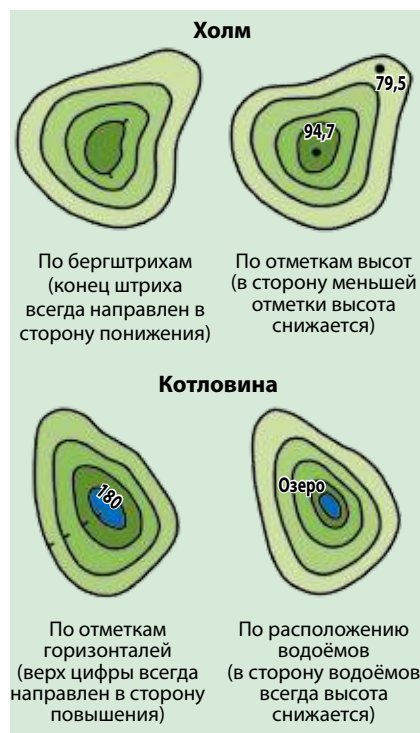 Холм
79,5
94,7
По бергштрихам
(конец штриха
всегда направлен в
сторону понижения)
По отметкам высот
(в сторону меньшей
отметки высота
снижается)
Котловина
180
Озеро
По отметкам
горизонталей
(верх цифры всегда
направлен в сторону
повышения)
По расположению
водоёмов
(в сторону водоёмов
всегда высота
снижается)